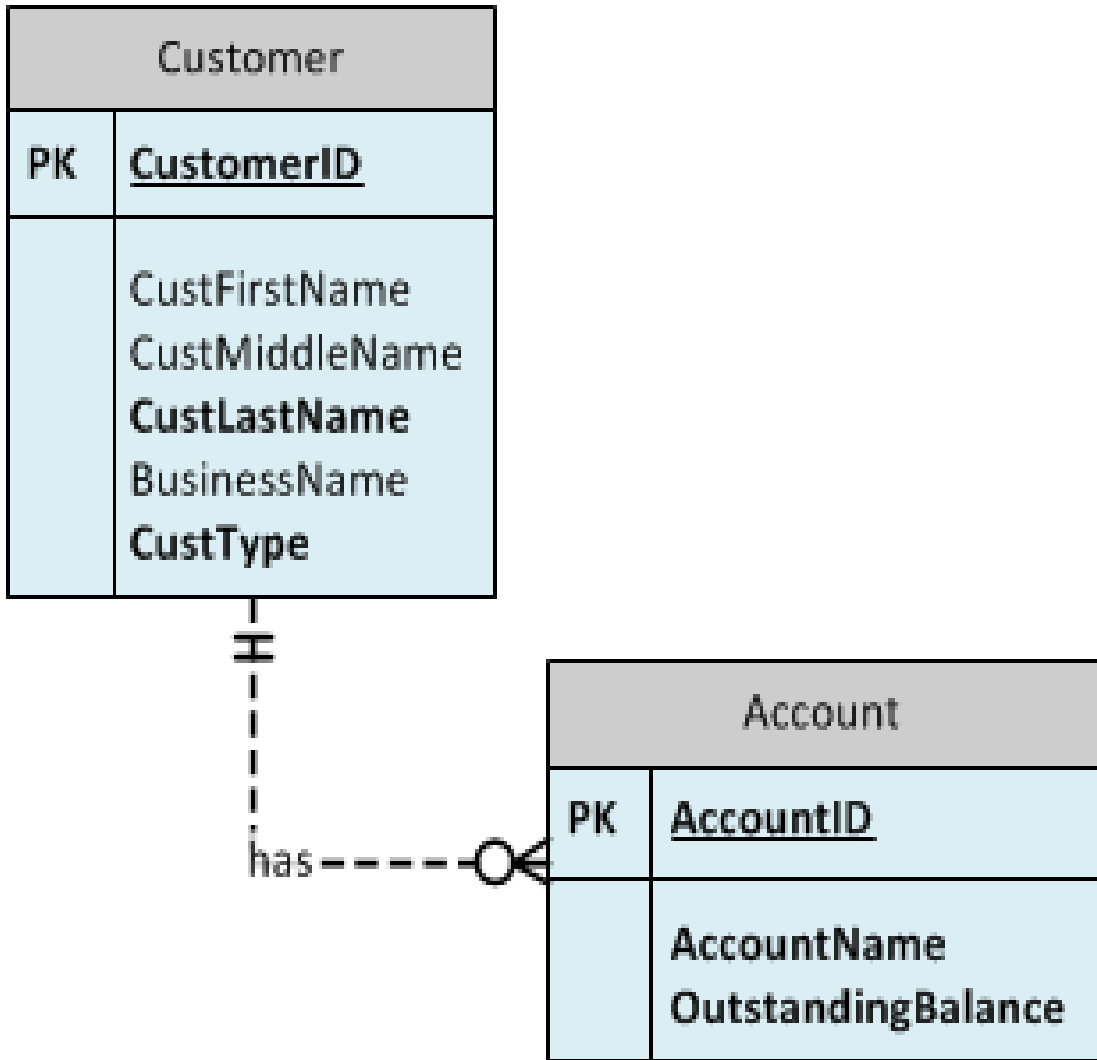 Customer
PK CustomerID
CustFirstName
CustMiddleName
CustLastName
BusinessName
CustType
has
Account
PK AccountID
AccountName
OutstandingBalance